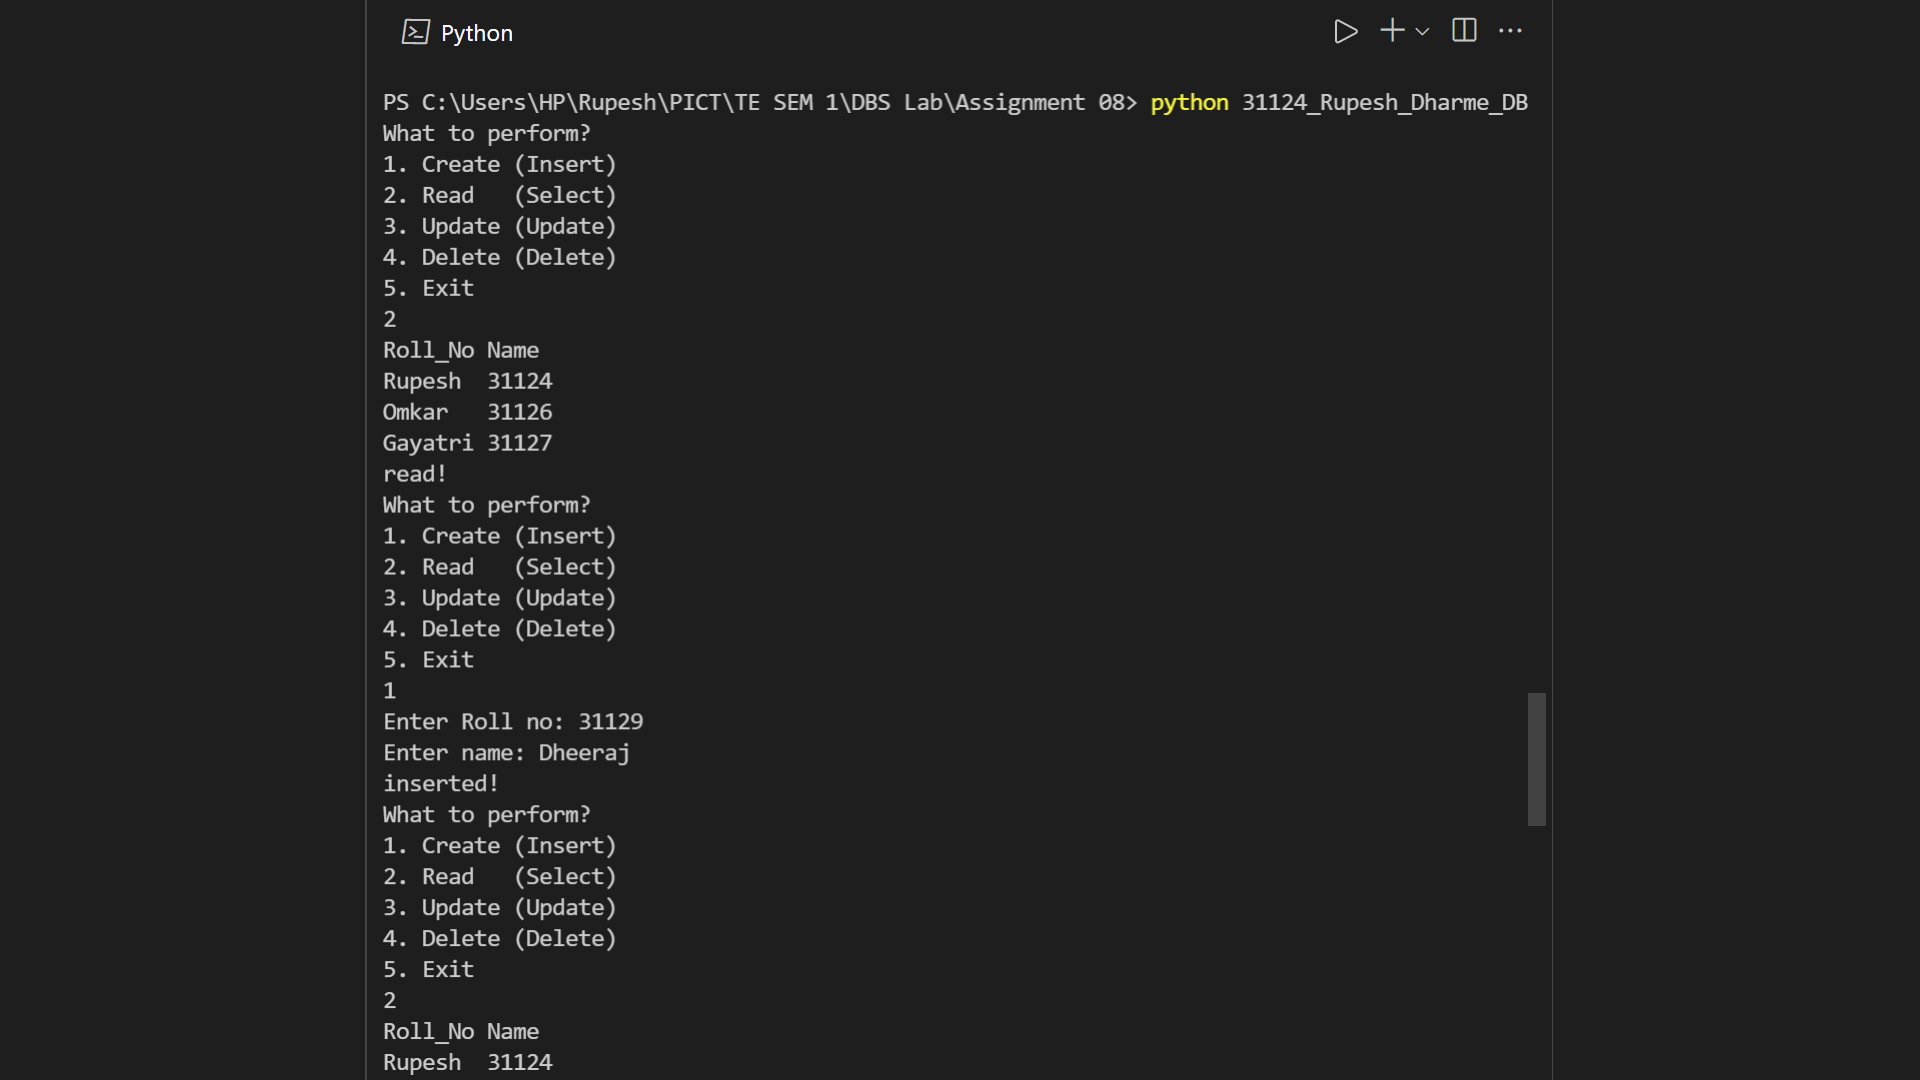 Python
PS C:\Users\HP\Rupesh\PICT\TE SEM 1\DBS Lab\Assignment 08> python 31124_Rupesh_Dharme_DB
What to perform?
1. Create (Insert)
2. Read   (Select)
3. Update (Update)
4. Delete (Delete)
5. Exit
2
Roll_No Name
Rupesh  31124
Omkar   31126
Gayatri 31127
read!
What to perform?
1. Create (Insert)
2. Read   (Select)
3. Update (Update)
4. Delete (Delete)
5. Exit
1
Enter Roll no: 31129
Enter name: Dheeraj
inserted!
What to perform?
1. Create (Insert)
2. Read   (Select)
3. Update (Update)
4. Delete (Delete)
5. Exit
2
Roll_No Name
Rupesh  31124